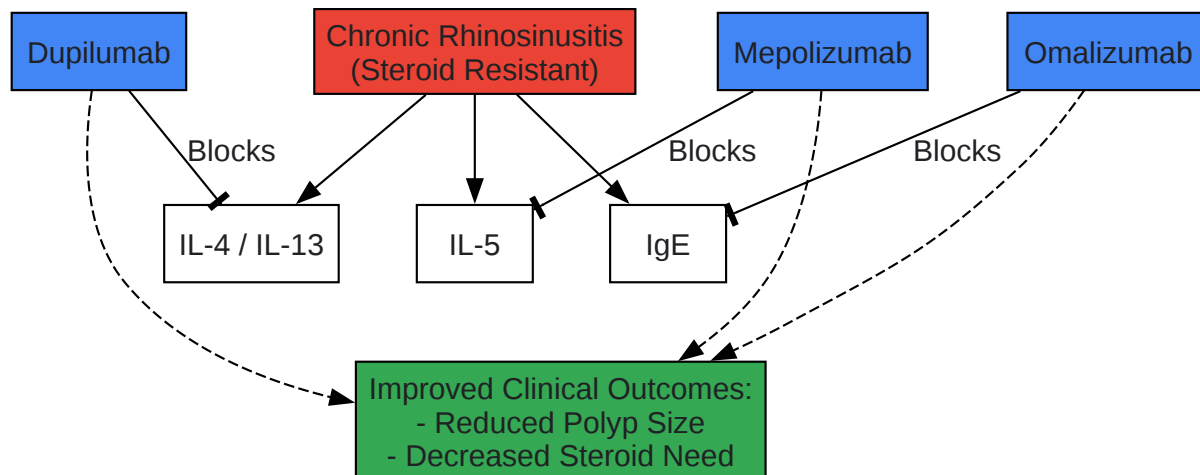 Dupilumab
Chronic Rhinosinusitis
(Steroid Resistant)
Mepolizumab
Omalizumab
Blocks
Blocks
Blocks
IL-4 / IL-13
IL-5
IgE
Improved Clinical Outcomes:
- Reduced Polyp Size
- Decreased Steroid Need